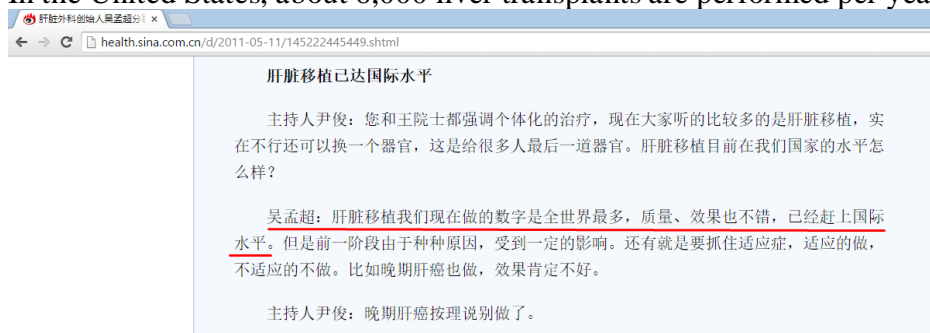 In the United States, about 6,000 liver transplants are performed per yea
肝脏外科创始人吴孟超分
health.sina.com.cn/d/2011-05-11/145222445449.shtml
肝脏移植已达国际水平
主持人尹俊：您和王院士都强调个体化的治疗，现在大家听的比较多的是肝脏移植，实
在不行还可以换一个器官，这是给很多人最后一道器官。肝脏移植目前在我们国家的水平怎
么样？
吴孟超：肝脏移植我们现在做的数字是全世界最多，质量、效果也不错，已经赶上国际
水平。但是前一阶段由于种种原因，受到一定的影响。还有就是要抓住适应症，适应的做，
不适应的不做。比如晚期肝癌也做，效果肯定不好。
主持人尹俊：晚期肝癌按理说别做了。